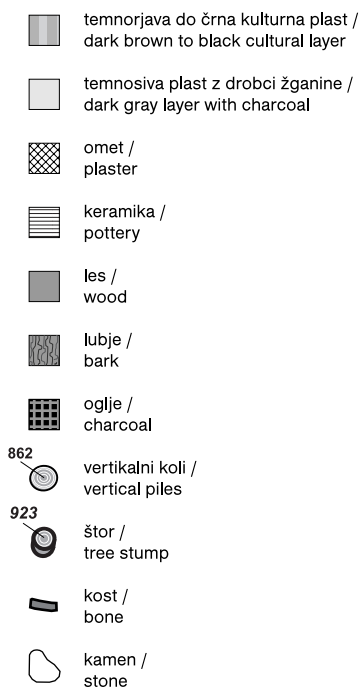 temnorjava do črna kulturna plast /
dark brown to black cultural layer
temnosiva plast z drobci žganine /
dark gray layer with charcoal
omet /
plaster
keramika /
pottery
les /
wood
lubje /
bark
oglje /
charcoal
862
vertikalni koli /
vertical piles
923
štor /
tree stump
kost /
bone
kamen /
stone